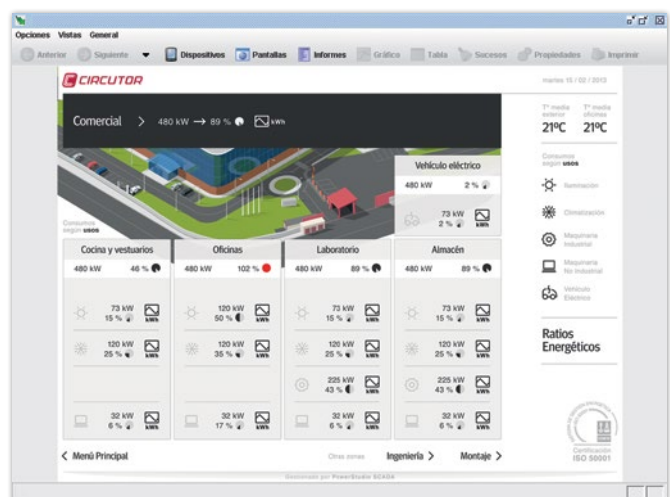 Opciones Vistas General
Anterior Siguiente Dispositivos Pantallas Informes Gráfico Tabla Sucesos Propiedades Imprimir
CIRCUTOR
martes 15 / 02 / 2013
Comercial > 480 kW → 89 % kWh
Tª media exterior
21ºC
Tª media oficinas
21ºC
Consumos según usos
Iluminación
Climatización
Maquinaria Industrial
Maquinaria No industrial
Vehículo Eléctrico
Ratios Energéticos
Vehículo eléctrico
480 kW 2 %
73 kW
2 %
kWh
Consumos según usos
Cocina y vestuarios
480 kW 46 %
73 kW
15 %
kWh
120 kW
25 %
kWh
32 kW
6 %
kWh
Oficinas
480 kW 102 %
120 kW
50 %
kWh
120 kW
35 %
kWh
32 kW
17 %
kWh
Laboratorio
480 kW 89 %
73 kW
15 %
kWh
120 kW
25 %
kWh
225 kW
43 %
kWh
32 kW
6 %
kWh
Almacén
480 kW 89 %
73 kW
15 %
kWh
120 kW
25 %
kWh
225 kW
43 %
kWh
32 kW
6 %
kWh
< Menú Principal
Otras zonas
Ingeniería >
Montaje >
Certificación
ISO 50001
Gestionado por PowerStudio SCADA